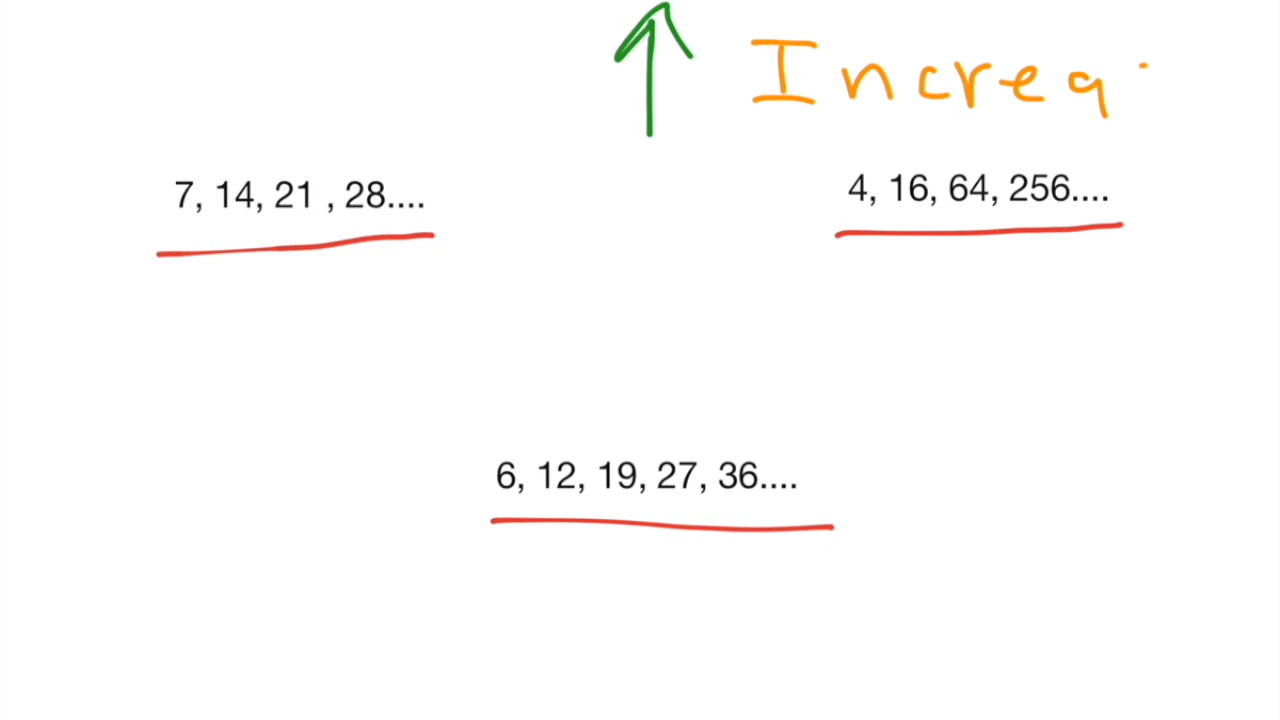 Increa
7, 14, 21 , 28....
4, 16, 64, 256....
6, 12, 19, 27, 36....